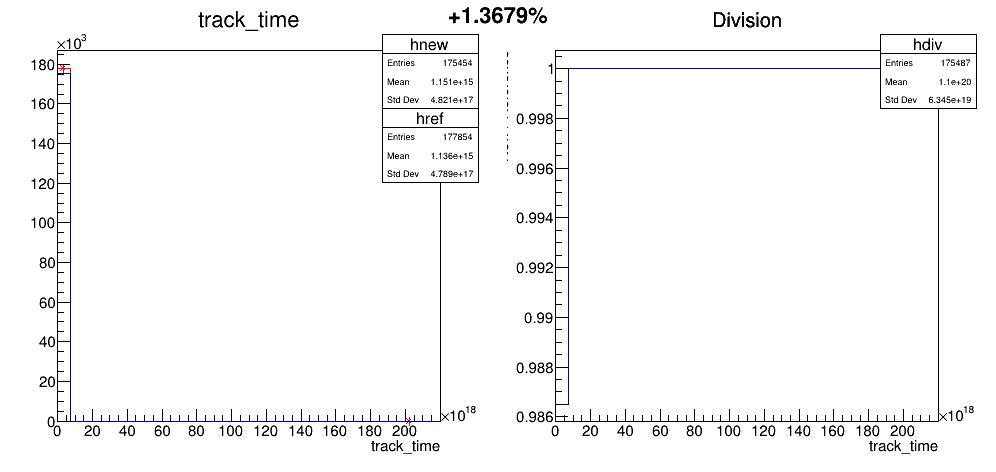 track_time
+1.3679%
Division
×10³
hnew
Entries 175454
Mean 1.151e+15
Std Dev 4.821e+17
href
Entries 177854
Mean 1.136e+15
Std Dev 4.789e+17
180
160
140
120
100
80
60
40
20
0
0 20 40 60 80 100 120 140 160 180 200
×10¹⁸
track_time
hdiv
Entries 175487
Mean 1.1e+20
Std Dev 6.345e+19
1
0.998
0.996
0.994
0.992
0.99
0.988
0.986
0 20 40 60 80 100 120 140 160 180 200
×10¹⁸
track_time